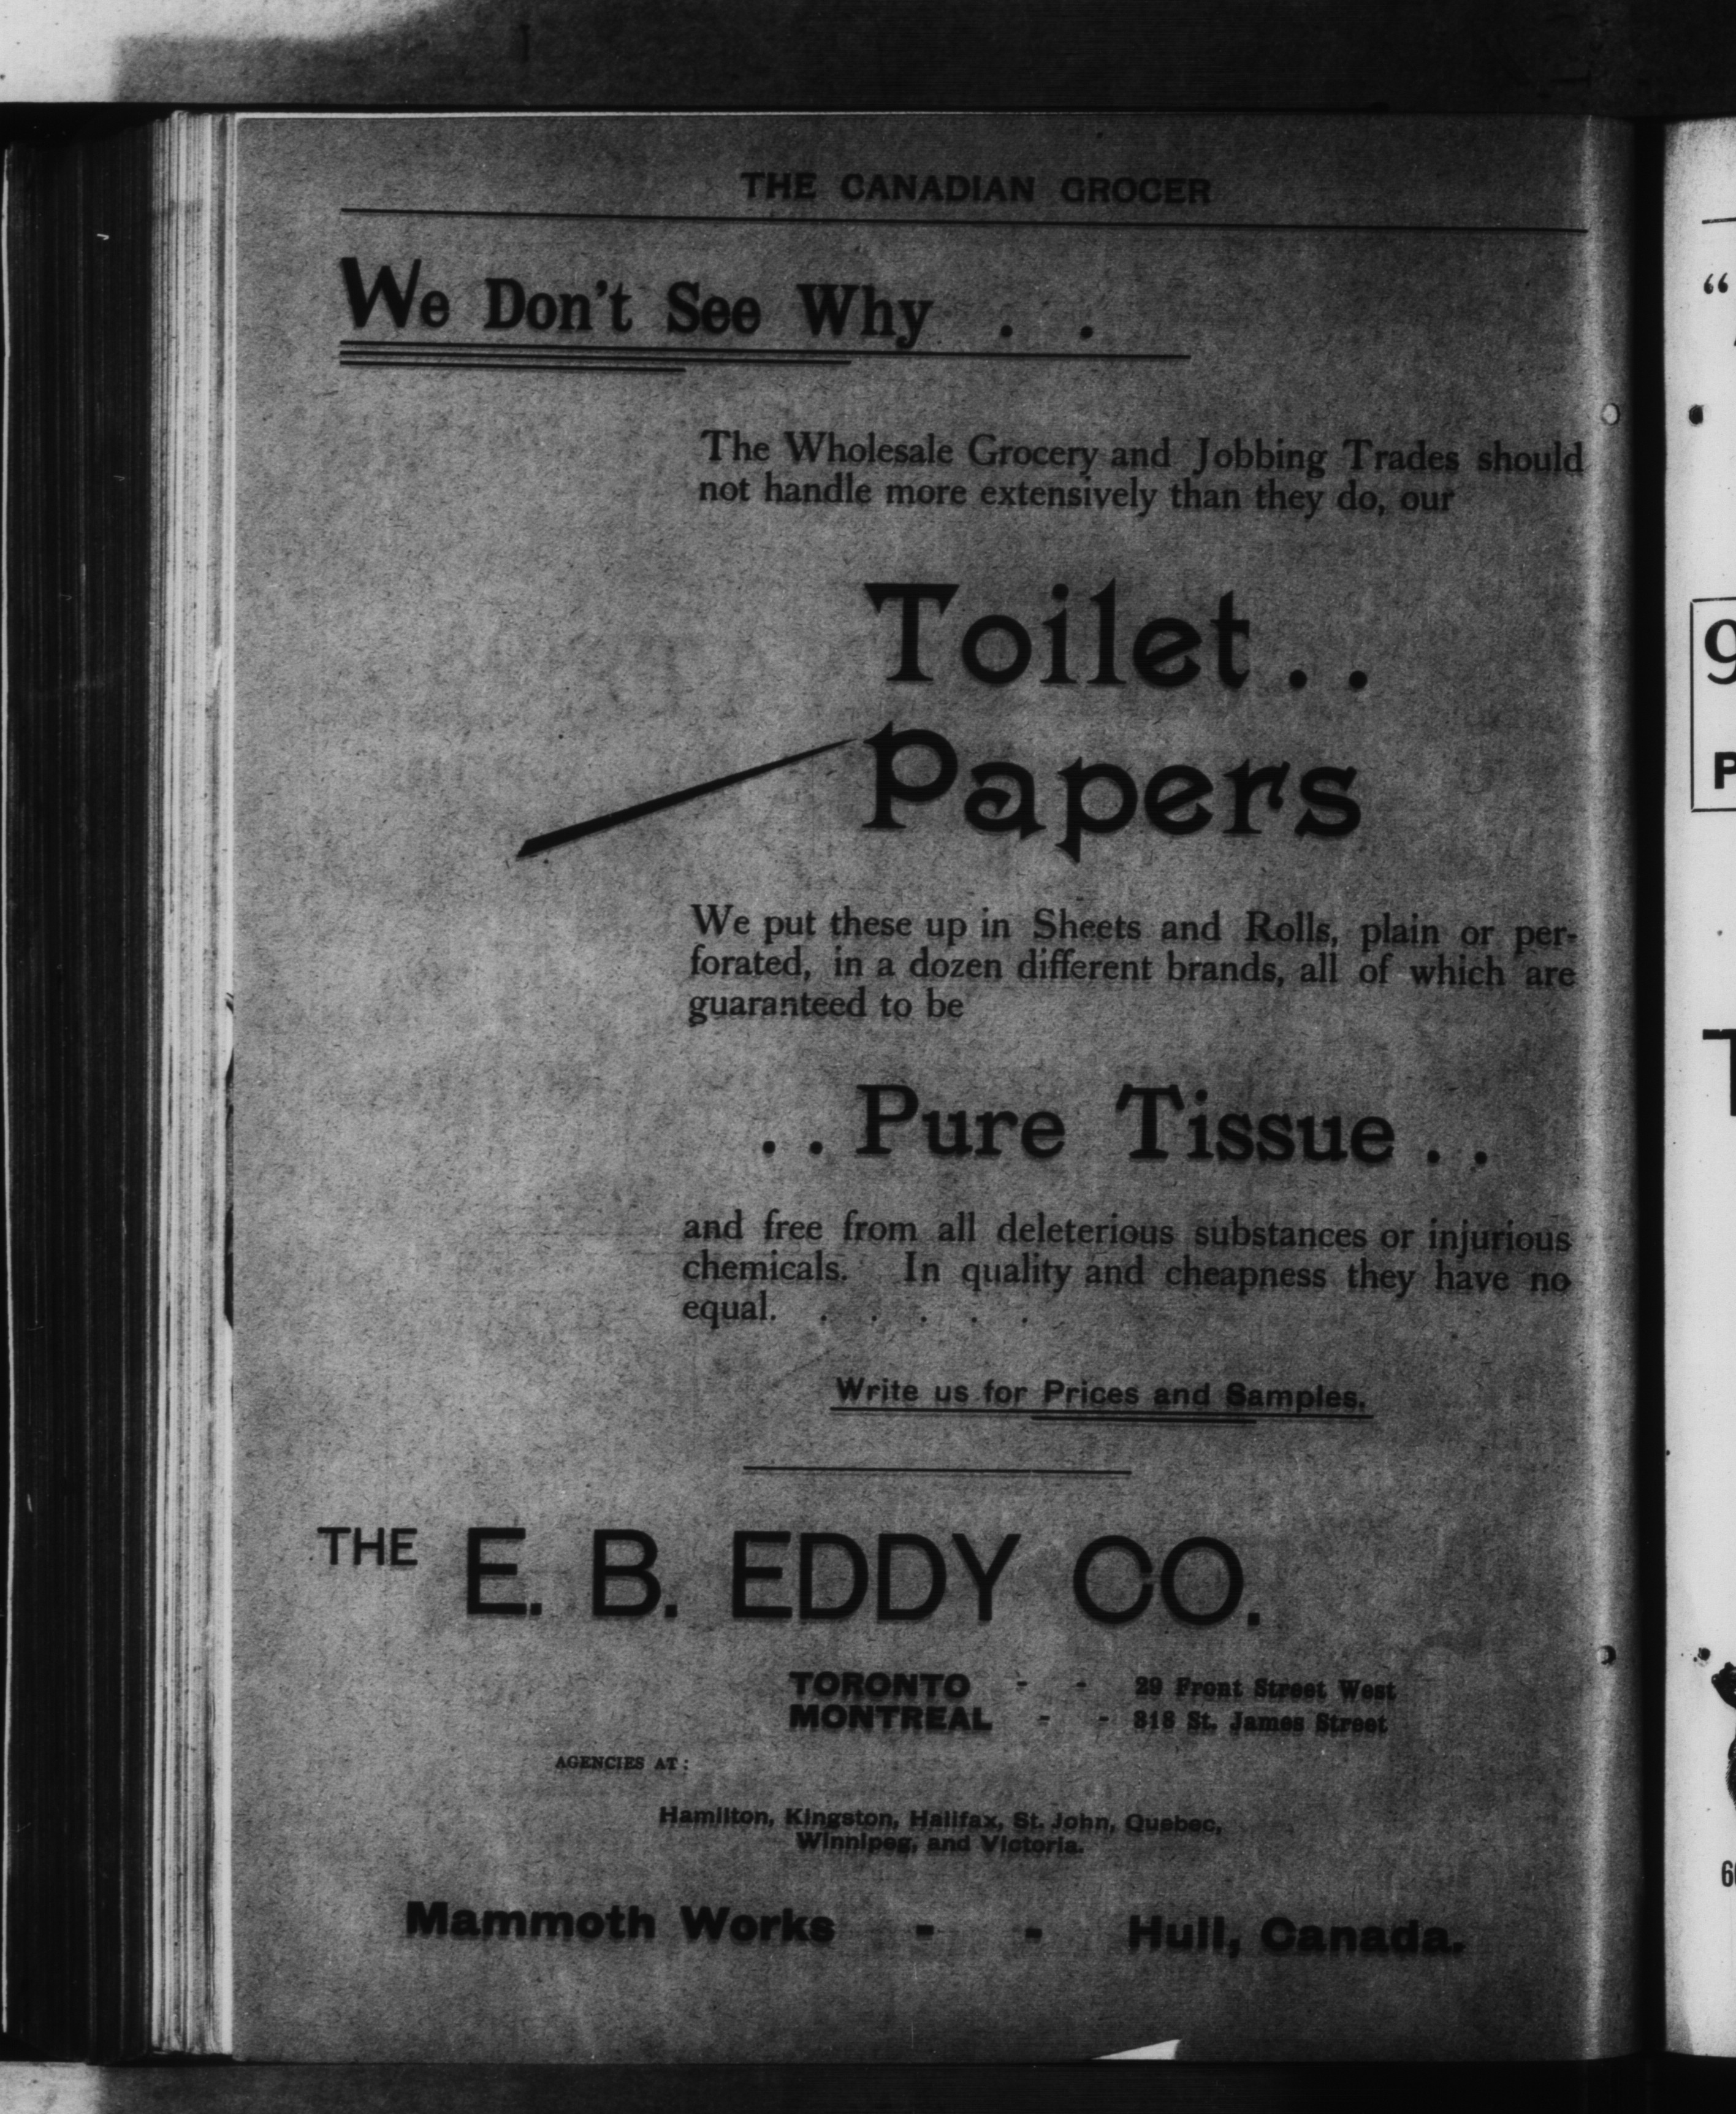 THE CANADIAN GROCER
We Don't See Why . .
The Wholesale Grocery and Jobbing Trades should
not handle more extensively than they do, our
Toilet . .
Papers
We put these up in Sheets and Rolls, plain or per-
forated, in a dozen different brands, all of which are
guaranteed to be
. . Pure Tissue . .
and free from all deleterious substances or injurious
chemicals. In quality and cheapness they have no
equal. . . . . .
Write us for Prices and Samples.
THE E. B. EDDY CO.
TORONTO - - 29 Front Street West
MONTREAL - - 318 St. James Street
AGENCIES AT:
Hamilton, Kingston, Halifax, St. John, Quebec,
Winnipeg, and Victoria.
Mammoth Works - - Hull, Canada.